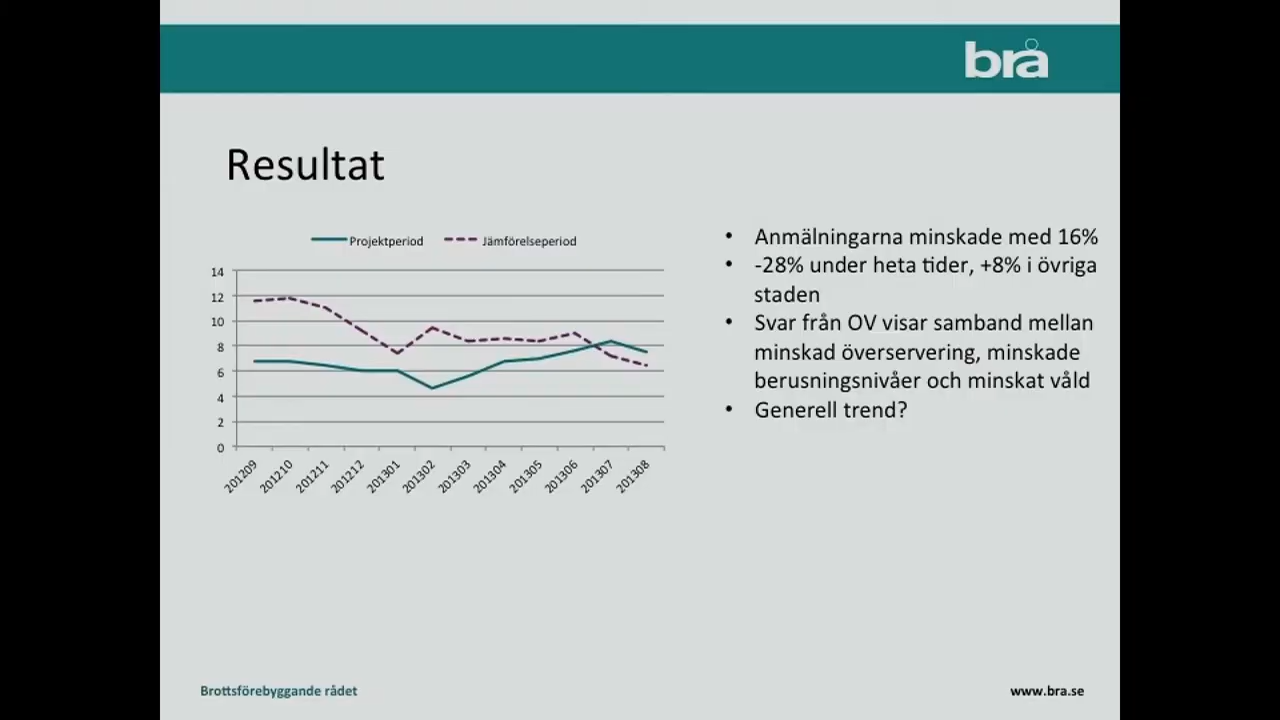 brå
Resultat
Projektperiod Jämförelseperiod
14
12
10
8
6
4
2
0
201209 201210 201211 201212 201301 201302 201303 201304 201305 201306 201307 201308
• Anmälningarna minskade med 16%
• -28% under heta tider, +8% i övriga
staden
• Svar från OV visar samband mellan
minskad överservering, minskade
berusningsnivåer och minskat våld
• Generell trend?
Brottsförebyggande rådet
www.bra.se